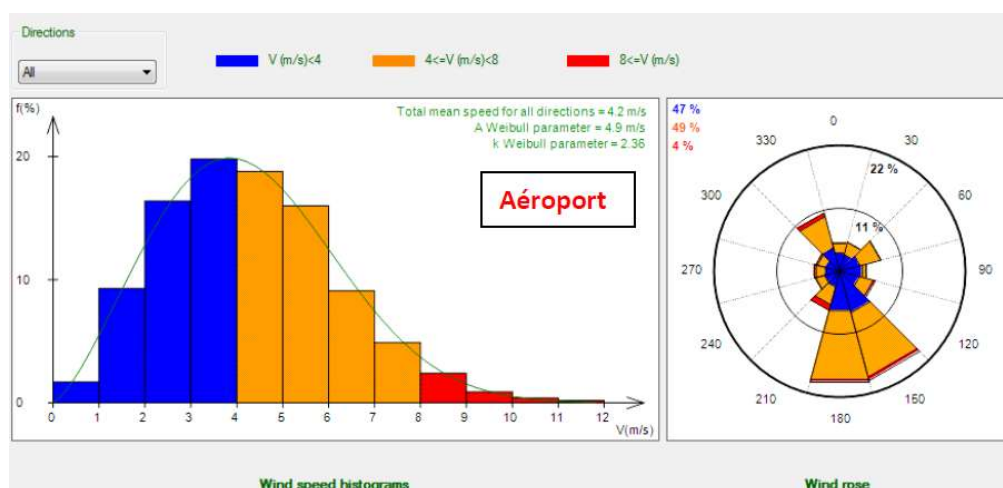 Directions
All
V (m/s)<4
4<=V (m/s)<8
8<=V (m/s)
f(%)
Total mean speed for all directions = 4.2 m/s
A Weibull parameter = 4.9 m/s
k Weibull parameter = 2.36
Aéroport
20
10
0
0 1 2 3 4 5 6 7 8 9 10 11 12
V(m/s)
47 %
49 %
4 %
0
30
60
90
120
150
180
210
240
270
300
330
22 %
11 %
Wind speed histograms
Wind rose